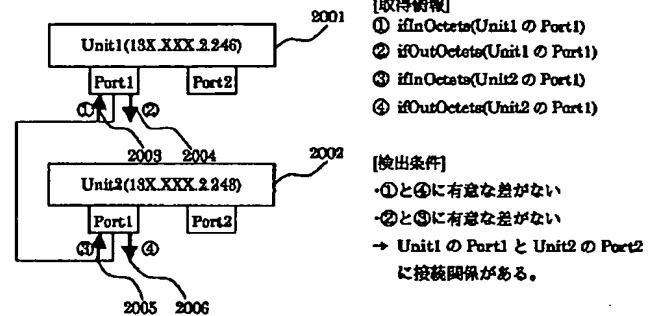 2001
Unit1(13X.XXX.2.246)
Port1
Port2
①
②
2003
2004
2002
Unit2(13X.XXX.2.248)
Port1
Port2
③
④
2005
2006
[取得情報]
① ifInOctets(Unit1 の Port1)
② ifOutOctets(Unit1 の Port1)
③ ifInOctets(Unit2 の Port1)
④ ifOutOctets(Unit2 の Port1)
[検出条件]
・①と④に有意な差がない
・②と③に有意な差がない
→ Unit1 の Port1 と Unit2 の Port2
に接続関係がある。